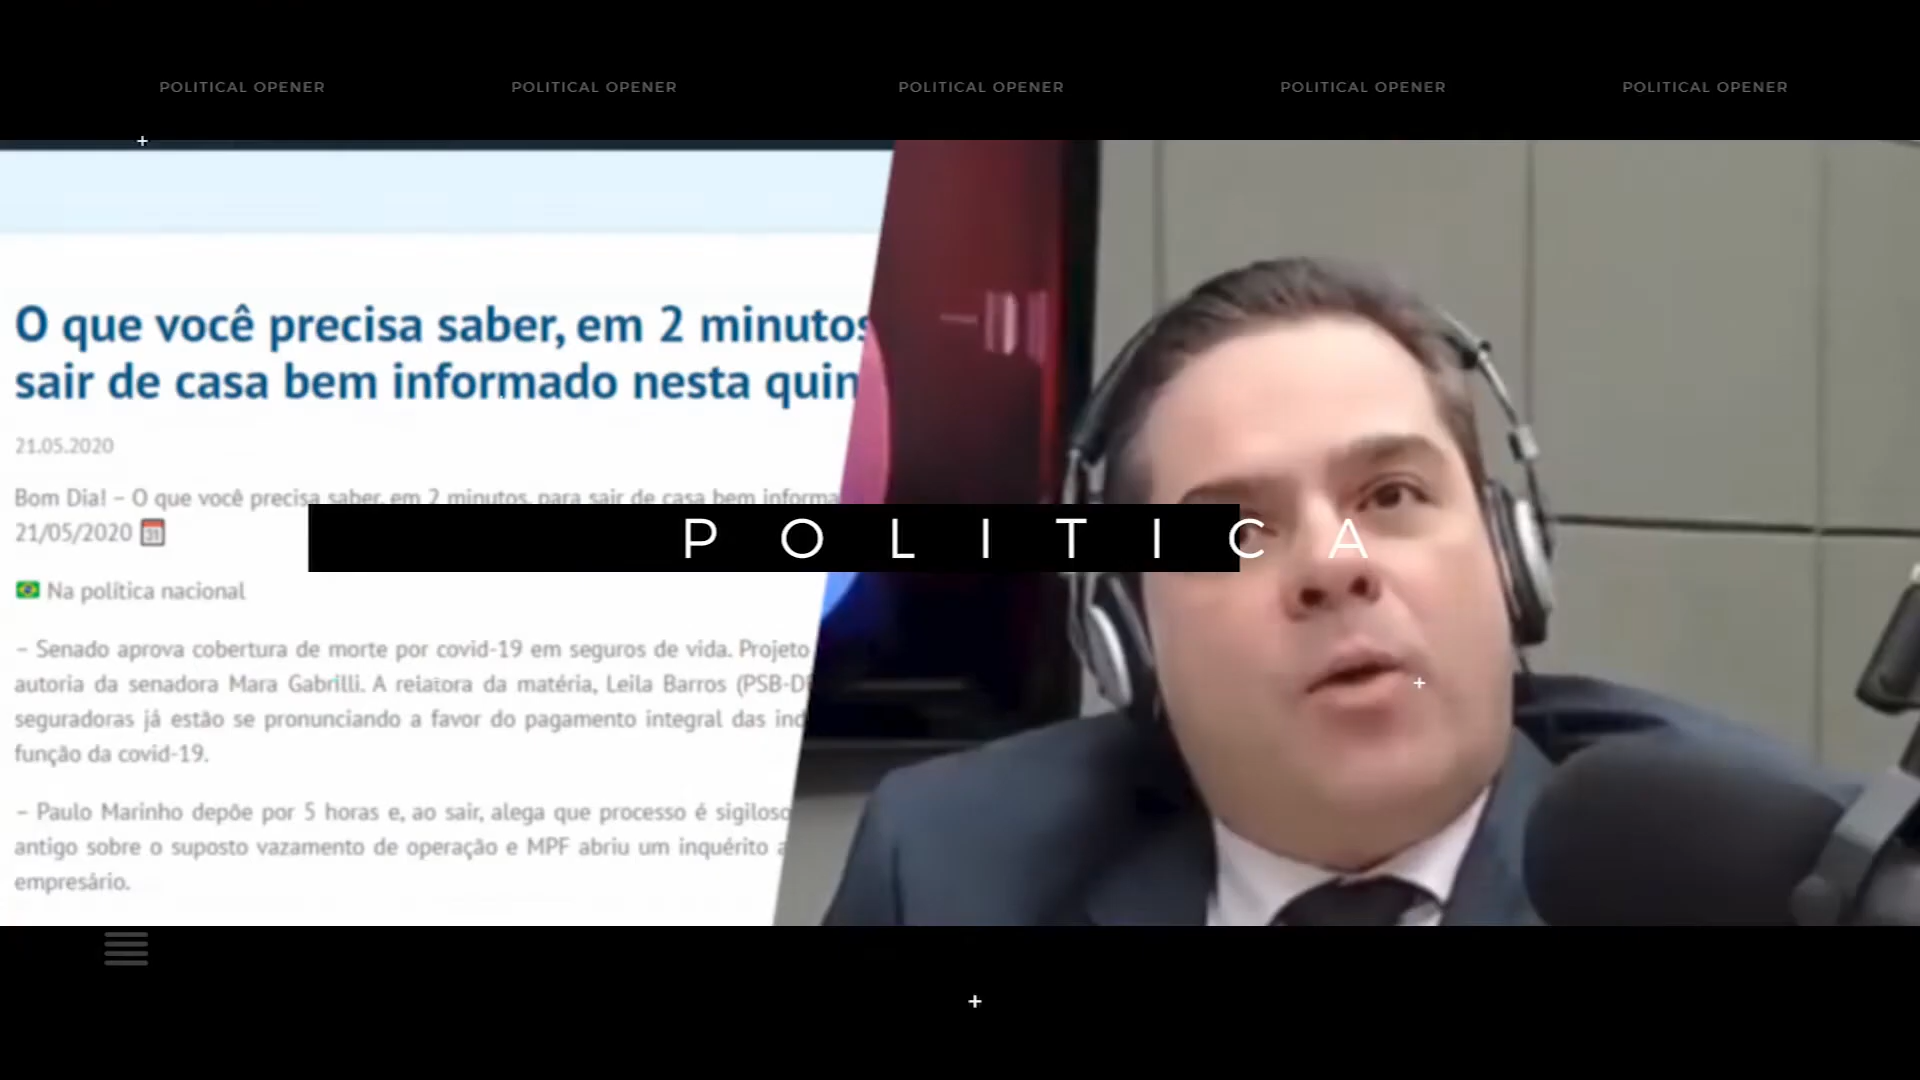 POLITICAL OPENER POLITICAL OPENER POLITICAL OPENER POLITICAL OPENER POLITICAL OPENER
O que você precisa saber, em 2 minutos
sair de casa bem informado nesta
21.05.2020
Bom Dia! – O que você precisa saber, em 2 minutos, para sair de casa bem
21/05/2020
POLITICA
Na política nacional
– Senado aprova cobertura de morte por covid-19 em seguros de vida. Projeto
autoria da senadora Mara Gabrilli. A relatora da matéria, Leila Barros (PSB-
seguradoras já estão se pronunciando a favor do pagamento integral das
função da covid-19.
– Paulo Marinho depõe por 5 horas e, ao sair, alega que processo é
antigo sobre o suposto vazamento de operação e MPF abriu um inquérito
empresário.